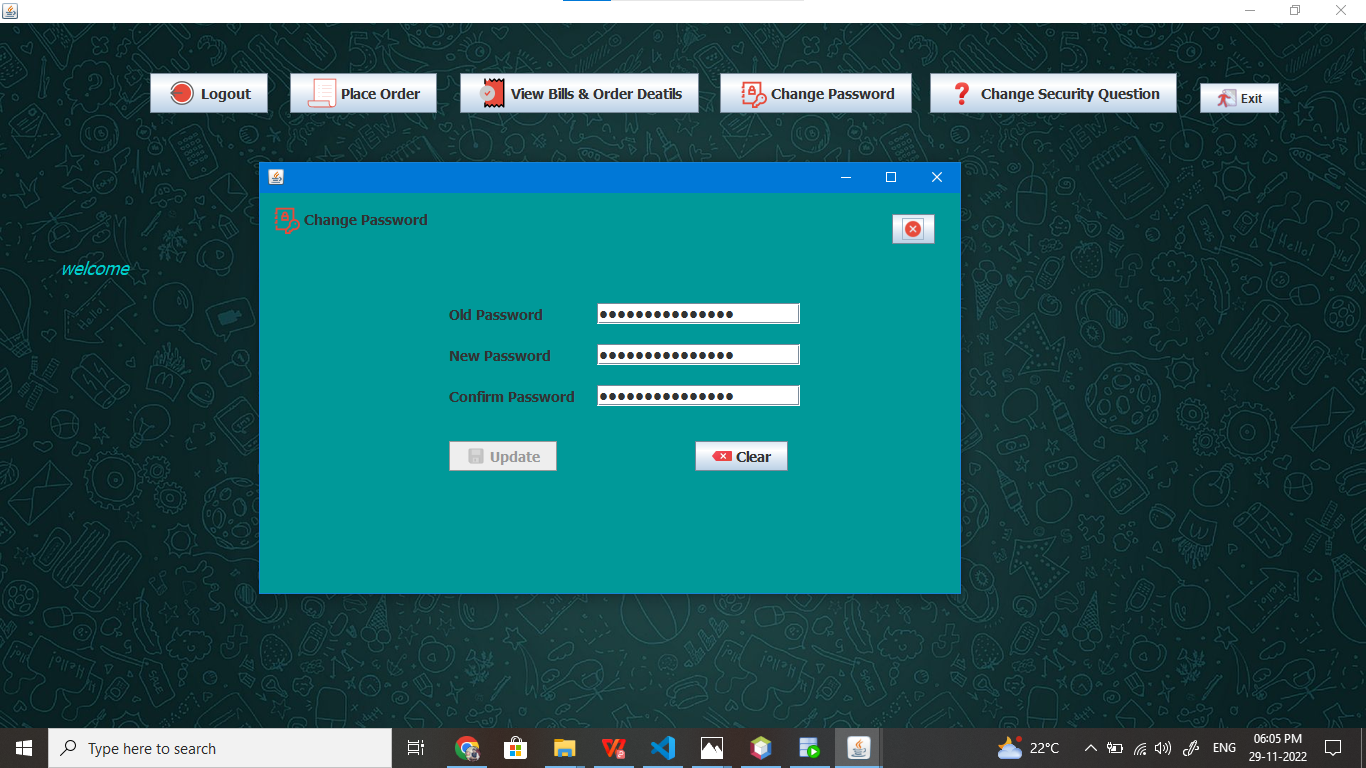 Logout
Place Order
View Bills & Order Deatils
Change Password
Change Security Question
Exit
Change Password
welcome
Old Password
●●●●●●●●●●●●●●●
New Password
●●●●●●●●●●●●●●●
Confirm Password
●●●●●●●●●●●●●●●
Update
Clear
Type here to search
22°C
ENG
06:05 PM
29-11-2022